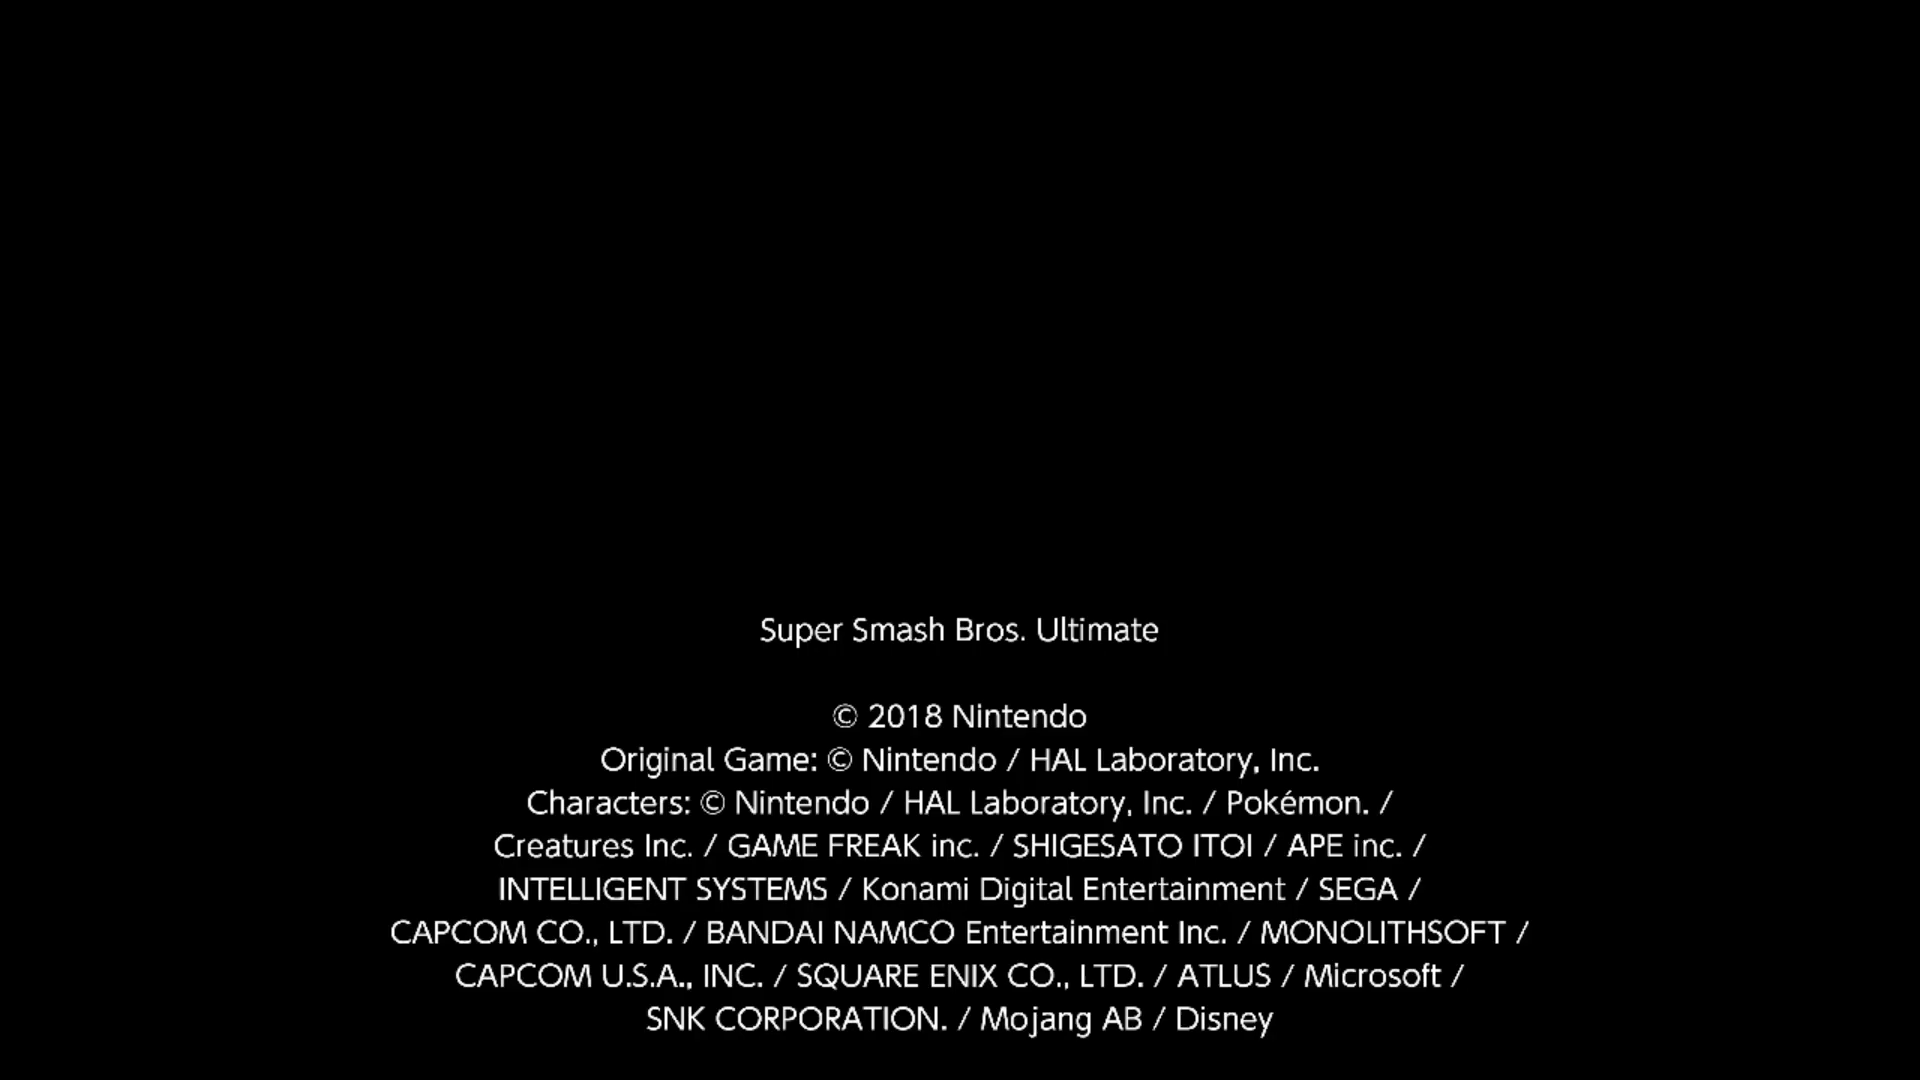 Super Smash Bros. Ultimate
© 2018 Nintendo
Original Game: © Nintendo / HAL Laboratory, Inc.
Characters: © Nintendo / HAL Laboratory, Inc. / Pokémon. /
Creatures Inc. / GAME FREAK inc. / SHIGESATO ITOI / APE inc. /
INTELLIGENT SYSTEMS / Konami Digital Entertainment / SEGA /
CAPCOM CO., LTD. / BANDAI NAMCO Entertainment Inc. / MONOLITHSOFT /
CAPCOM U.S.A., INC. / SQUARE ENIX CO., LTD. / ATLUS / Microsoft /
SNK CORPORATION. / Mojang AB / Disney